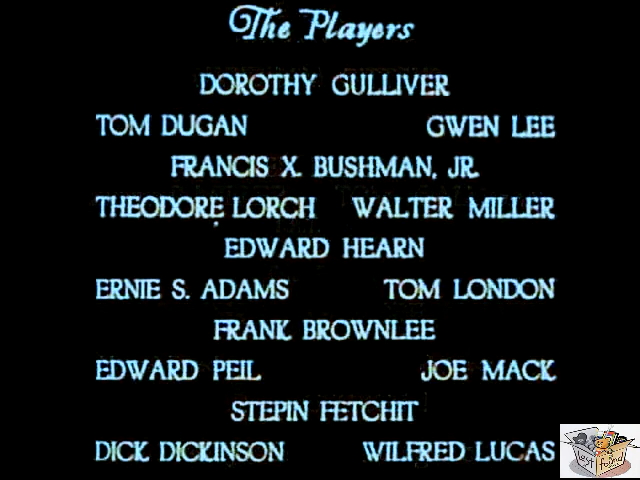 The Players
DOROTHY GULLIVER
TOM DUGAN GWEN LEE
FRANCIS X. BUSHMAN, JR.
THEODORE LORCH WALTER MILLER
EDWARD HEARN
ERNIE S. ADAMS TOM LONDON
FRANK BROWNLEE
EDWARD PEIL JOE MACK
STEPIN FETCHIT
DICK DICKINSON WILFRED LUCAS